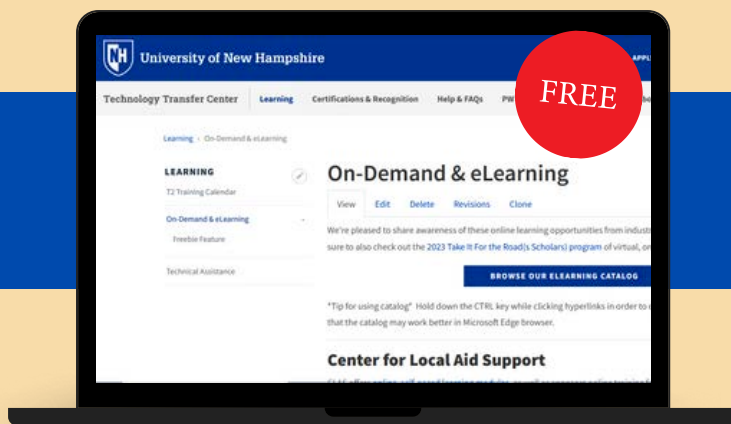 NH University of New Hampshire
FREE
Technology Transfer Center Learning Certifications & Recognition Help & FAQs PW
Learning › On-Demand & eLearning
LEARNING
T2 Training Calendar
On-Demand & eLearning
Freebie Feature
Technical Assistance
On-Demand & eLearning
View Edit Delete Revisions Clone
We're pleased to share awareness of these online learning opportunities from
sure to also check out the 2023 Take It For the Road(s Scholars) program of virtual,
BROWSE OUR ELEARNING CATALOG
*Tip for using catalog* Hold down the CTRL key while clicking hyperlinks in order to
that the catalog may work better in Microsoft Edge browser.
Center for Local Aid Support